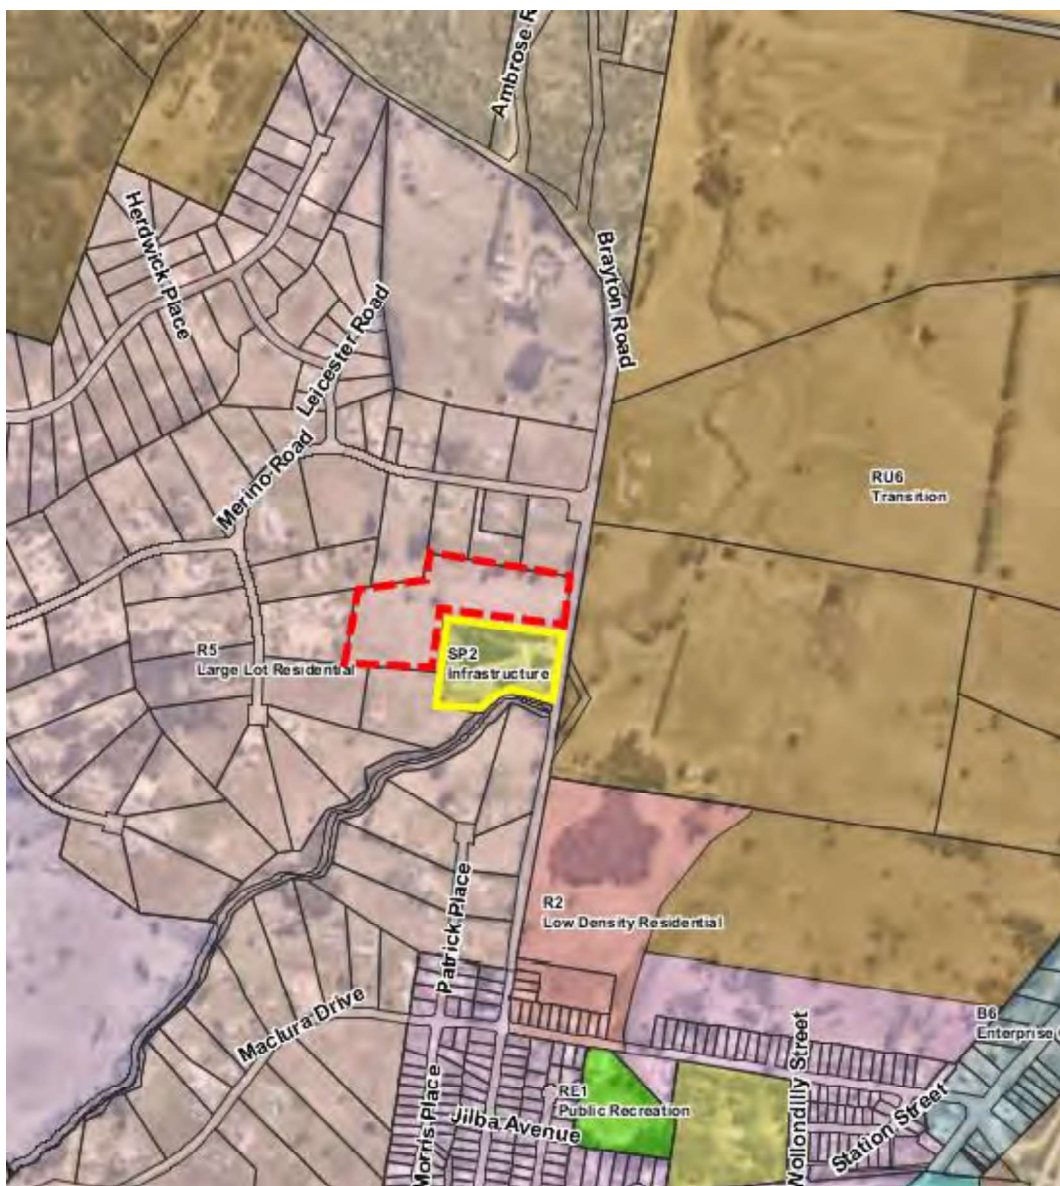 Ambrose R
Herdwick Place
Brayton Road
Leicester Road
Merino Road
RU6
Transition
R5
Large Lot Residential
SP2
Infrastructure
R2
Low Density Residential
Patrick Place
Maclura Drive
B6
Enterprise
Wollondilly Street
RE1
Public Recreation
Morris Place
Jilba Avenue
Station Street